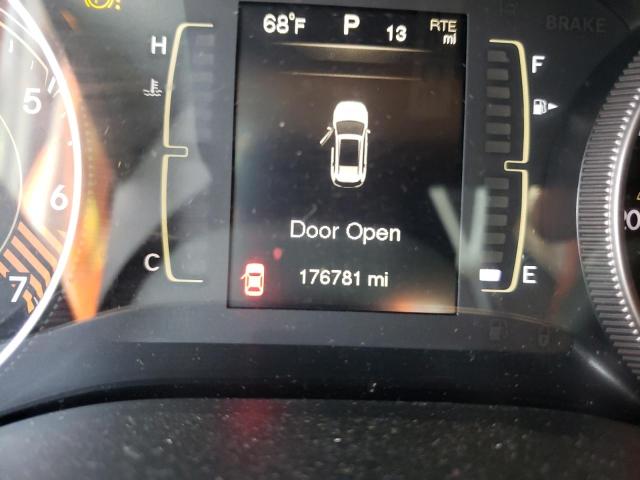 68°F P 13 RTE mi
BRAKE
H
F
5
6
7
C
Door Open
176781 mi
E